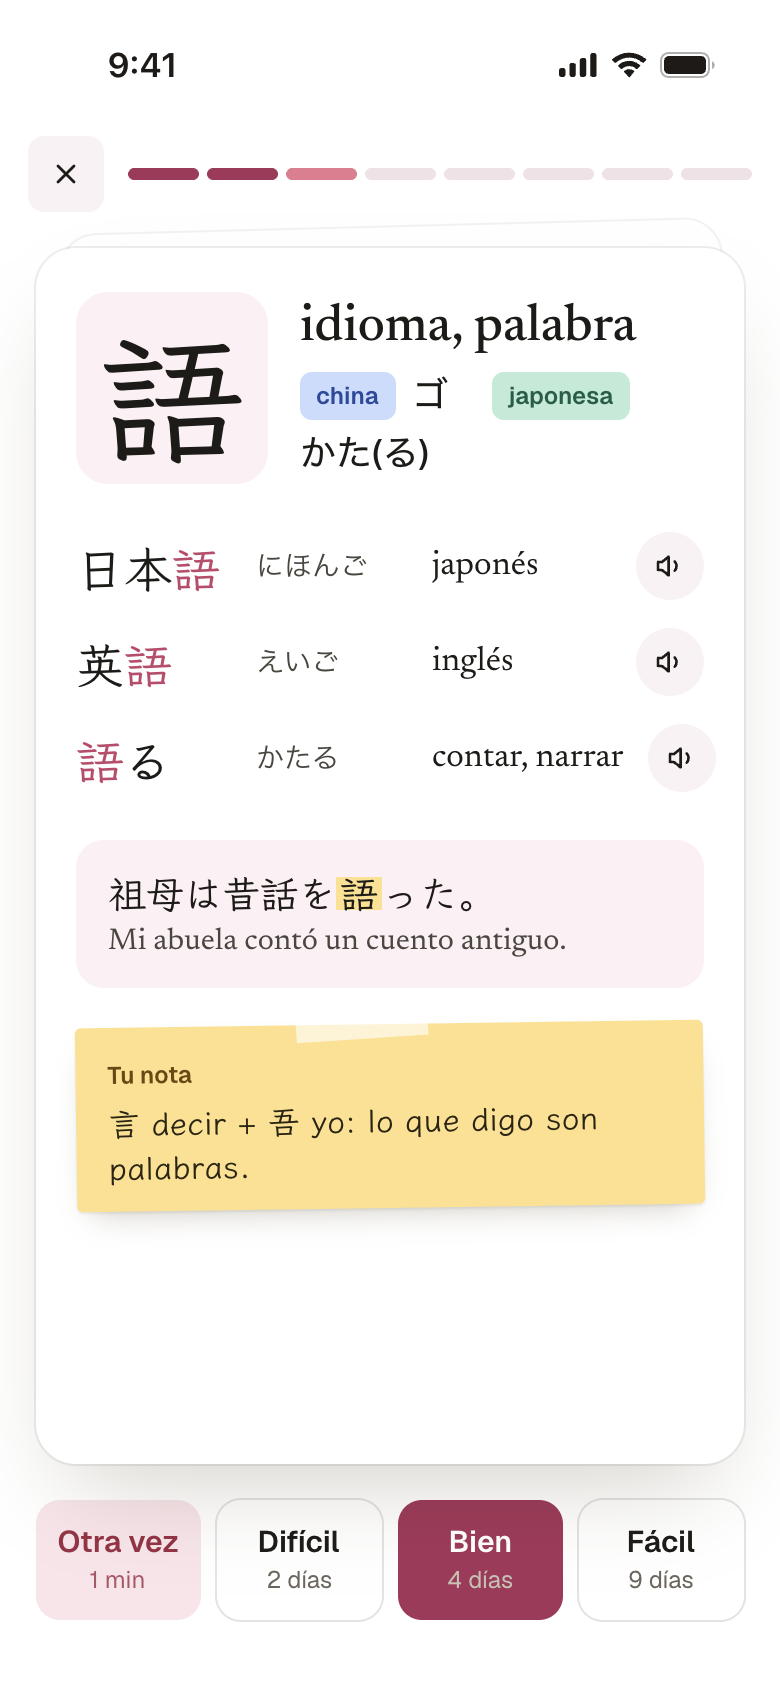 9:41
語
idioma, palabra
china ゴ japonesa
かた(る)
日本語 にほんご japonés
英語 えいご inglés
語る かたる contar, narrar
祖母は昔話を語った。
Mi abuela contó un cuento antiguo.
Tu nota
言 decir + 吾 yo: lo que digo son
palabras.
Otra vez Difícil Bien Fácil
1 min 2 días 4 días 9 días